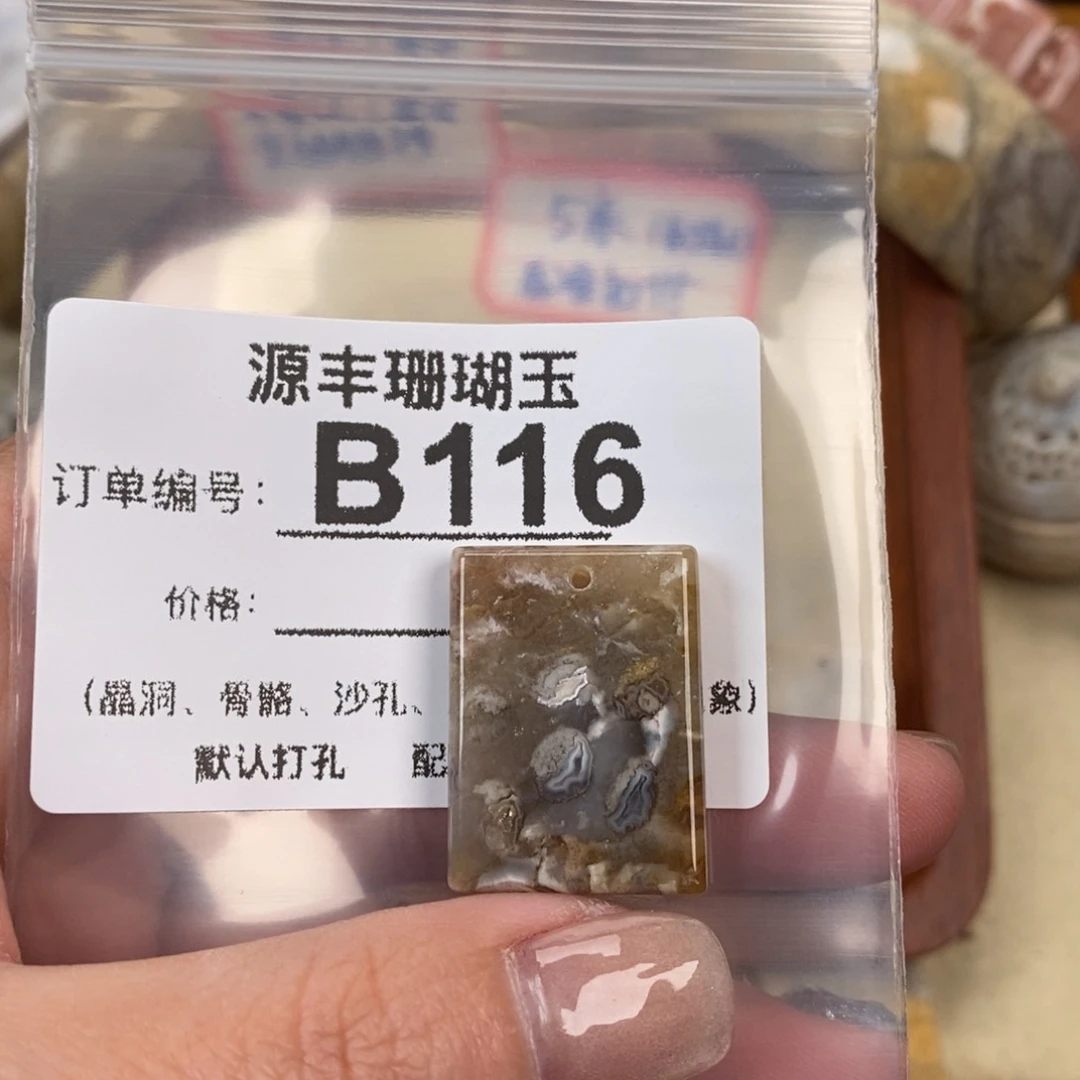 源丰珊瑚玉
订单编号: B116
价格:
(晶洞、骨骼、沙孔、 象)
默认打孔 配